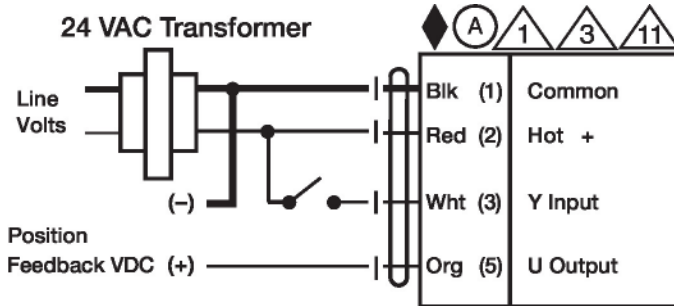 24 VAC Transformer
A 1 3 11
Line
Volts
Blk (1) Common
Red (2) Hot +
(−)
Wht (3) Y Input
Position
Feedback VDC (+)
Org (5) U Output